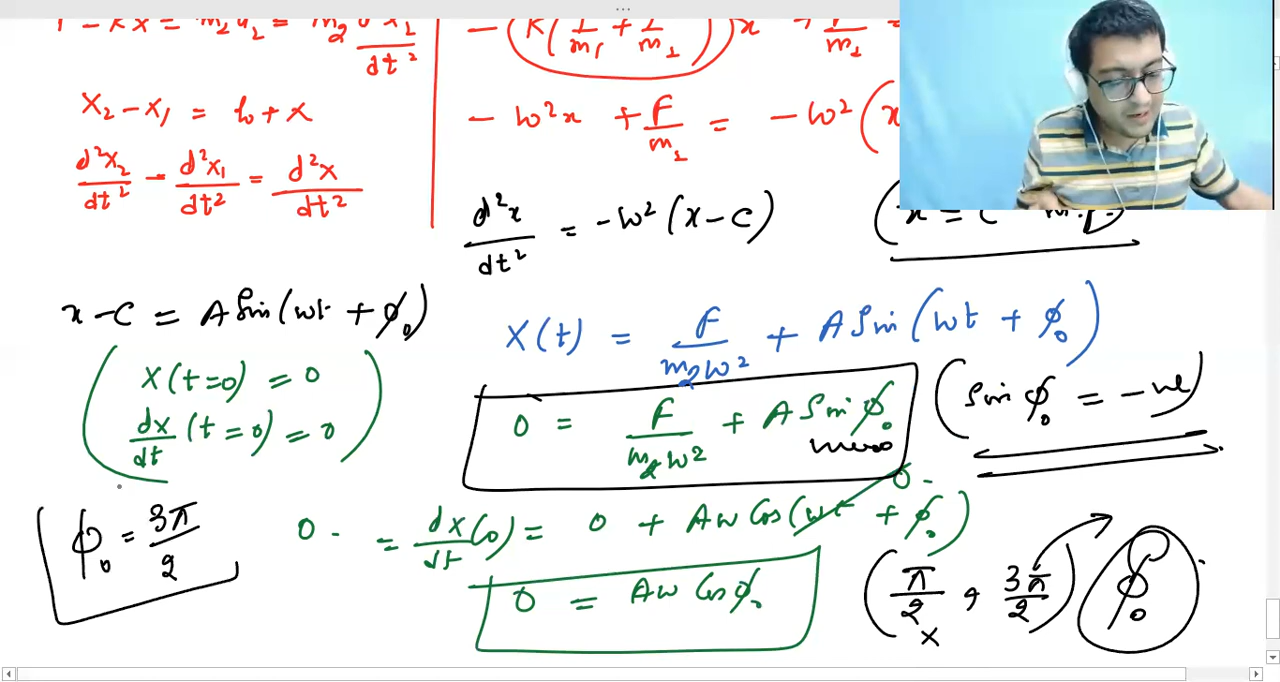 F - kx = m₂a₂ = m₂ d²x₂/dt²
x₂ - x₁ = l₀ + x
d²x₂/dt² - d²x₁/dt² = d²x/dt²
- (k(1/m₁ + 1/m₂))x + F/m₂ =
- ω²x + F/m₂ = - ω²(x
d²x/dt² = -ω²(x - C)
x - C = A Sin(ωt + φ₀)
(x(t=0) = 0
dx/dt (t=0) = 0)
φ₀ = 3π/2
x(t) = F/m₂ω² + A Sin(ωt + φ₀)
0 = F/m₂ω² + A Sin φ₀
(Sin φ₀ = -ve)
0 = dx/dt(0) = 0 + Aω Cos(ωt + φ₀)
0
0 = Aω Cos φ₀
(π/2 , 3π/2) φ₀
x